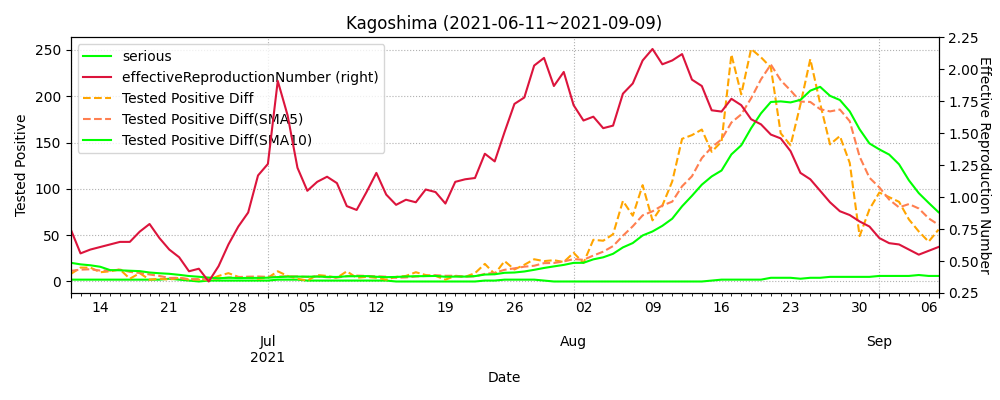 Kagoshima (2021-06-11~2021-09-09)
serious
effectiveReproductionNumber (right)
Tested Positive Diff
Tested Positive Diff(SMA5)
Tested Positive Diff(SMA10)
Tested Positive
250
200
150
100
50
0
2.25
2.00
1.75
1.50
1.25
1.00
0.75
0.50
0.25
Effective Reproduction Number
14 21 28 05 12 19 26 02 09 16 23 30 06
Jul Aug Sep
2021
Date